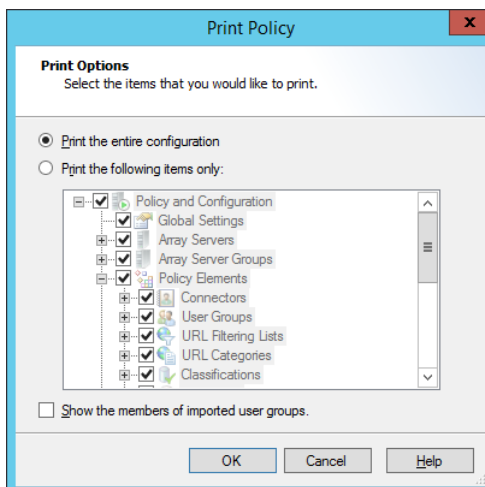 Print Policy
x
Print Options
Select the items that you would like to print.
Print the entire configuration
Print the following items only:
Policy and Configuration
Global Settings
Array Servers
Array Server Groups
Policy Elements
Connectors
User Groups
URL Filtering Lists
URL Categories
Classifications
Show the members of imported user groups.
OK Cancel Help